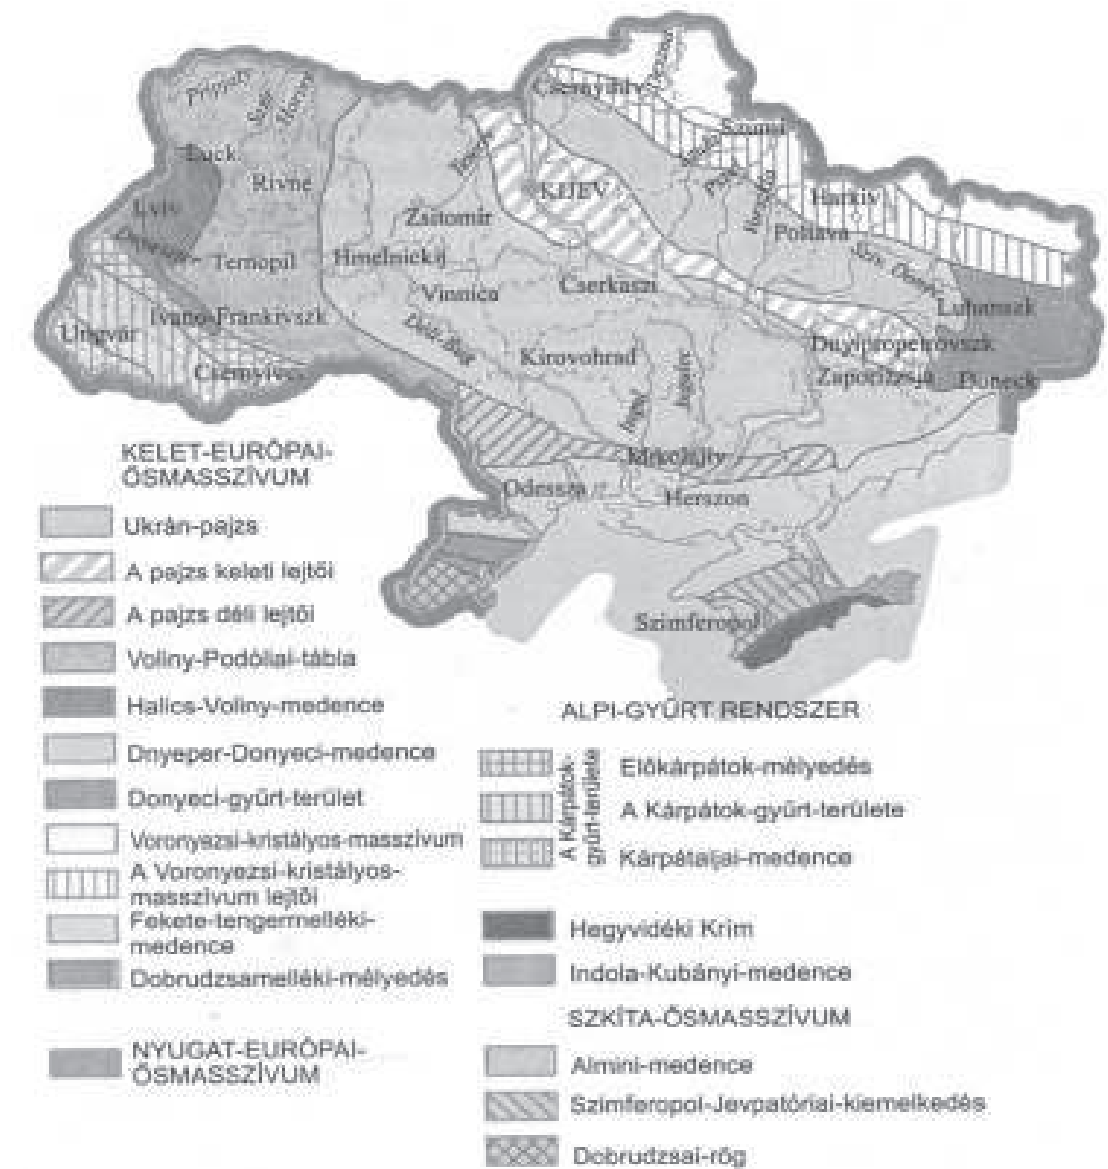 Pripjaty
Horiny
Csernyihiv
Szumi
Luck
Rivne
KIJEV
Harkiv
Lviv
Zsitomir
Poltava
Ternopil
Hmelnickij
Vinnica
Cserkaszi
Luhanszk
Ivano-Frankivszk
Ungvár
Kirovohrad
Dnyipropetrovszk
Csernyivci
Zaporizzsja
Doneck
Mikolajiv
Odessza
Herszon
Szimferopol
KELET-EURÓPAI-
ŐSMASSZÍVUM
Ukrán-pajzs
A pajzs keleti lejtői
A pajzs déli lejtői
Voliny-Podóliai-tábla
Halics-Voliny-medence
Dnyeper-Donyeci-medence
Donyeci-gyűrt-terület
Voronyezsi-kristályos-masszívum
A Voronyezsi-kristályos-
masszívum lejtői
Fekete-tengermelléki-
medence
Dobrudzsamelléki-mélyedés
NYUGAT-EURÓPAI-
ŐSMASSZÍVUM
ALPI-GYŰRT RENDSZER
A Kárpátok-
gyűrt-területe
Előkárpátok-mélyedés
A Kárpátok-gyűrt-területe
Kárpátaljai-medence
Hegyvidéki Krim
Indola-Kubányi-medence
SZKÍTA-ŐSMASSZÍVUM
Almini-medence
Szimferopol-Jevpatóriai-kiemelkedés
Dobrudzsai-rög